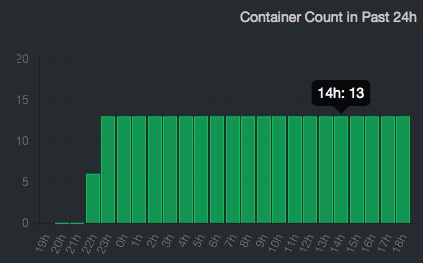 Container Count in Past 24h
20
15
14h: 13
10
5
0
19h 20h 21h 22h 23h 0h 1h 2h 3h 4h 5h 6h 7h 8h 9h 10h 11h 12h 13h 14h 15h 16h 17h 18h